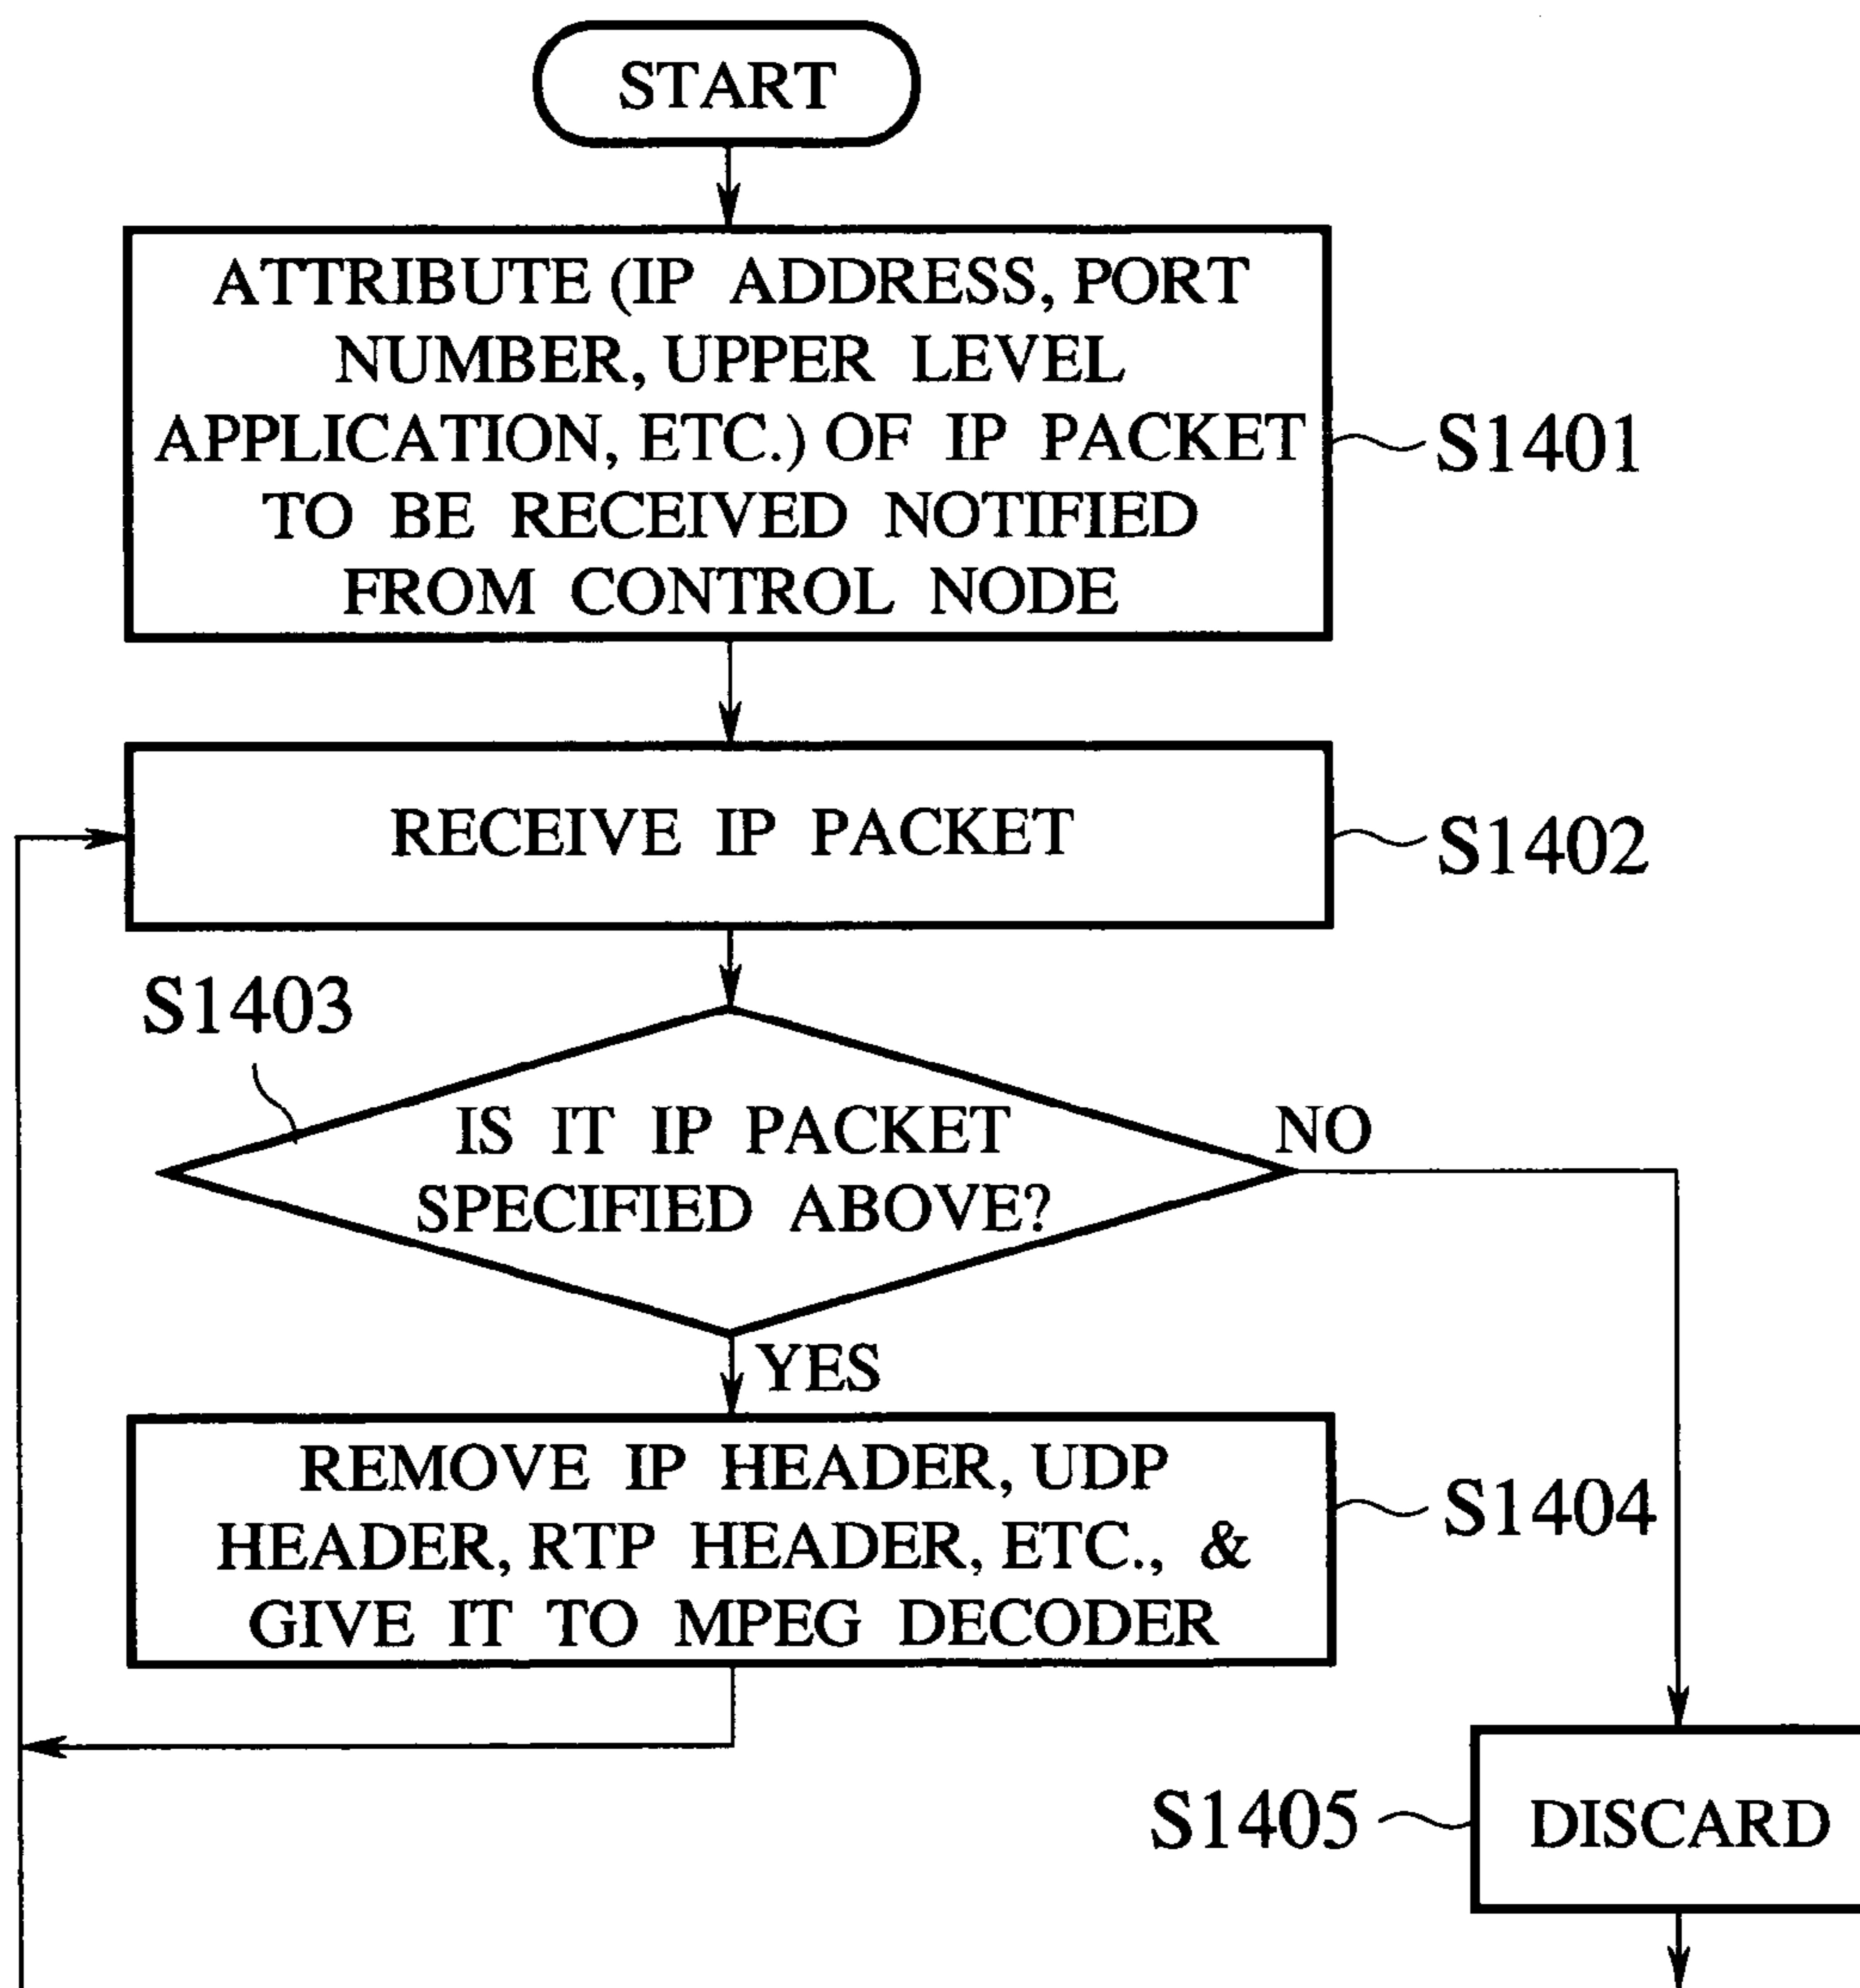 START
ATTRIBUTE (IP ADDRESS, PORT
NUMBER, UPPER LEVEL
APPLICATION, ETC.) OF IP PACKET
TO BE RECEIVED NOTIFIED
FROM CONTROL NODE
S1401
RECEIVE IP PACKET
S1402
S1403
IS IT IP PACKET
SPECIFIED ABOVE?
NO
YES
REMOVE IP HEADER, UDP
HEADER, RTP HEADER, ETC., &
GIVE IT TO MPEG DECODER
S1404
S1405
DISCARD